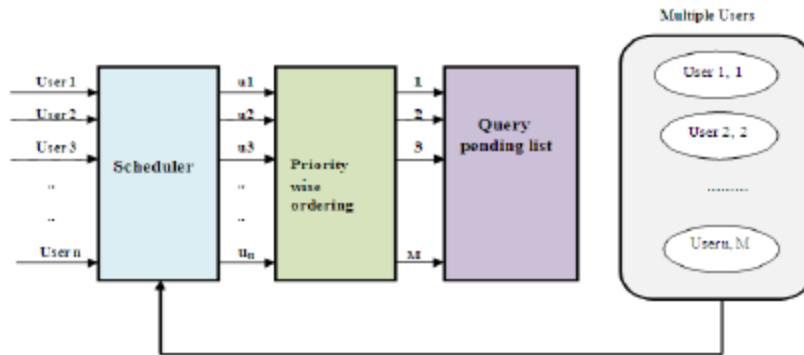 Multiple Users
User 1
User 2
User 3
..
..
User n
Scheduler
u1
u2
u3
..
..
un
Priority
wise
ordering
1
2
3
M
Query
pending list
User 1, 1
User 2, 2
..........
Usern, M